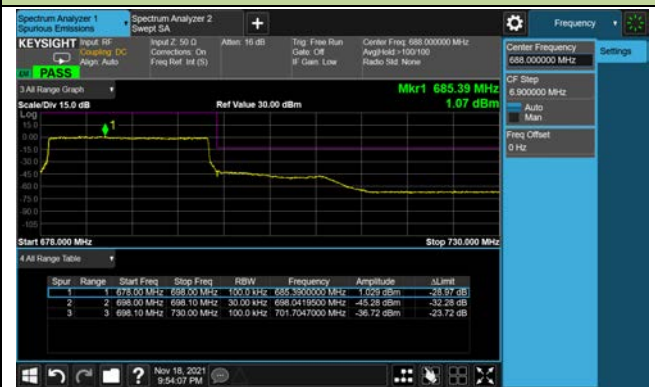 Spectrum Analyzer 1
Spurious Emissions
Spectrum Analyzer 2
Swept SA
+
Frequency
KEYSIGHT
Input: RF
Coupling: DC
Align: Auto
Input Z: 50 Ω
Corrections: On
Freq Ref: Int (S)
Atten: 16 dB
Trig: Free Run
Gate: Off
IF Gain: Low
Center Freq: 688.000000 MHz
Avg|Hold:>100/100
Radio Std: None
PASS
Center Frequency
688.000000 MHz
Settings
CF Step
6.900000 MHz
Auto
Man
Freq Offset
0 Hz
3 All Range Graph
Mkr1 685.39 MHz
1.07 dBm
Scale/Div 15.0 dB
Ref Value 30.00 dBm
Log
15.0
0.00
-15.0
-30.0
-45.0
-60.0
-75.0
-90.0
-105
1
Start 678.000 MHz
Stop 730.000 MHz
4 All Range Table
Spur Range Start Freq Stop Freq RBW Frequency Amplitude ΔLimit
1 1 678.00 MHz 698.00 MHz 100.0 kHz 685.3900000 MHz 1.029 dBm -28.97 dB
2 2 698.00 MHz 698.10 MHz 30.00 kHz 698.0419500 MHz -45.28 dBm -32.28 dB
3 3 698.10 MHz 730.00 MHz 100.0 kHz 701.7047000 MHz -36.72 dBm -23.72 dB
?
Nov 18, 2021
9:54:07 PM